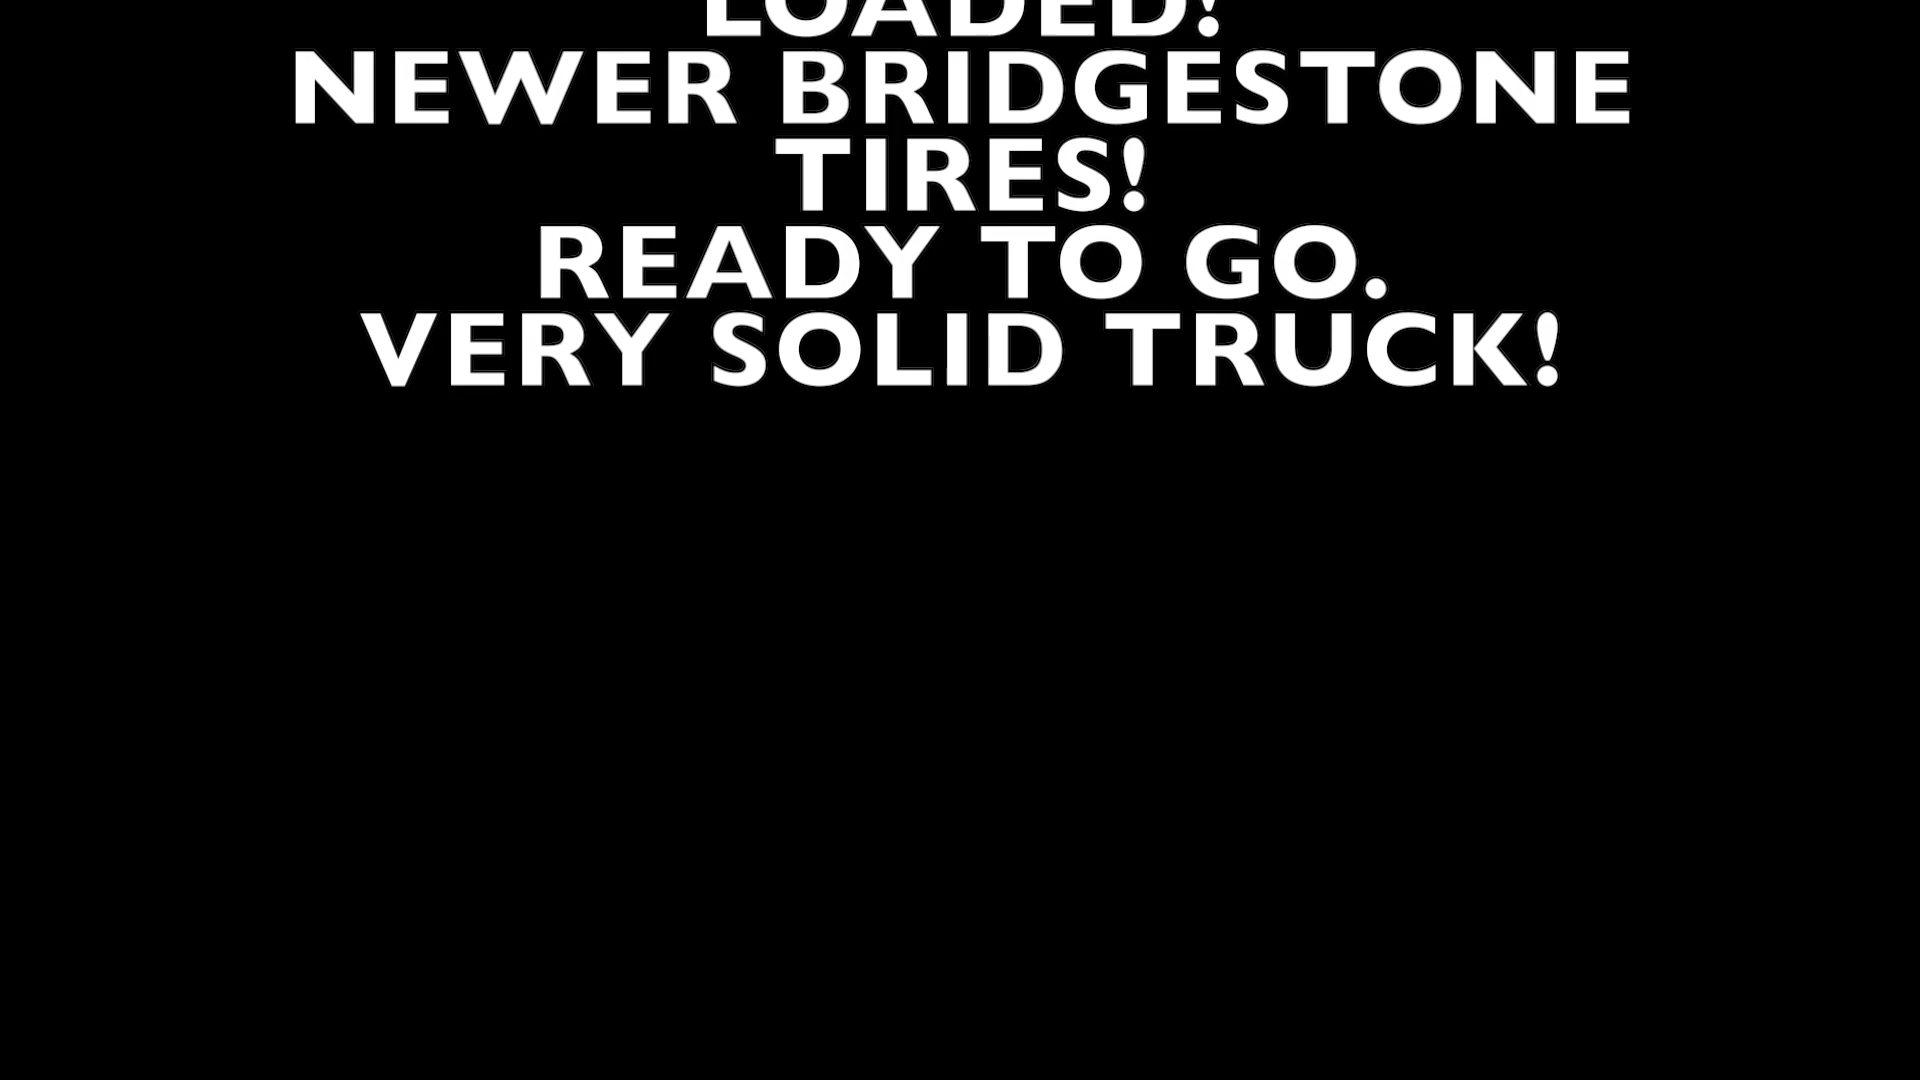 LOADED!
NEWER BRIDGESTONE
TIRES!
READY TO GO.
VERY SOLID TRUCK!